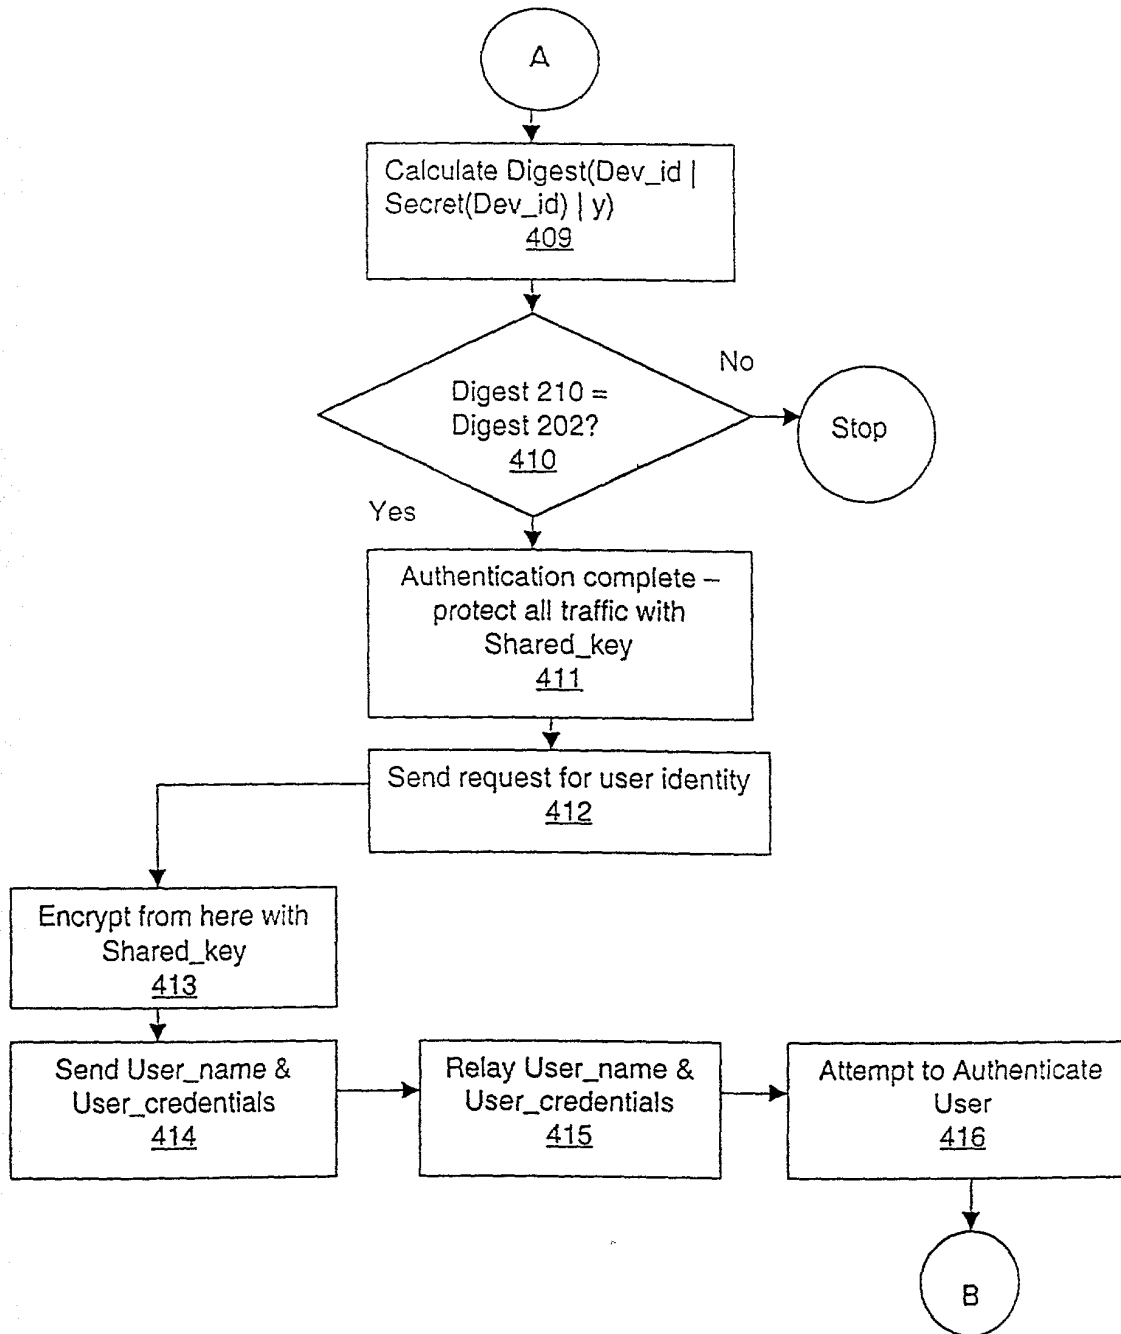 A
Calculate Digest(Dev_id |
Secret(Dev_id) | y)
409
Digest 210 =
Digest 202?
410
No
Stop
Yes
Authentication complete –
protect all traffic with
Shared_key
411
Send request for user identity
412
Encrypt from here with
Shared_key
413
Send User_name &
User_credentials
414
Relay User_name &
User_credentials
415
Attempt to Authenticate
User
416
B